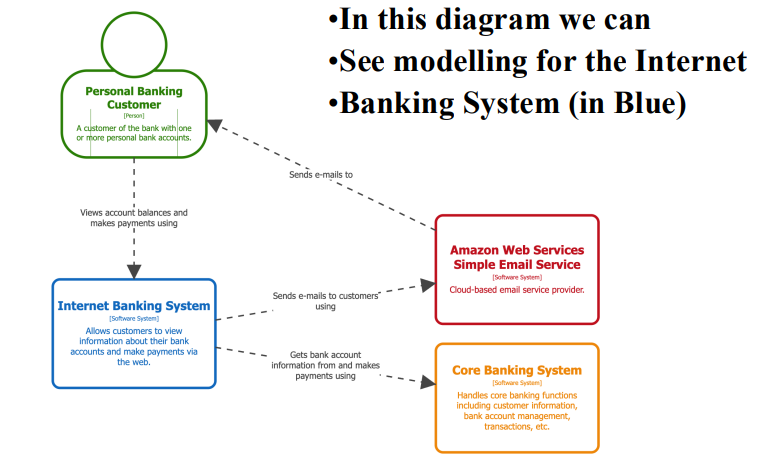 •In this diagram we can
•See modelling for the Internet
•Banking System (in Blue)
Personal Banking
Customer
[Person]
A customer of the bank with one
or more personal bank accounts.
Sends e-mails to
Views account balances and
makes payments using
Amazon Web Services
Simple Email Service
[Software System]
Cloud-based email service provider.
Internet Banking System
[Software System]
Allows customers to view
information about their bank
accounts and make payments via
the web.
Sends e-mails to customers
using
Gets bank account
information from and makes
payments using
Core Banking System
[Software System]
Handles core banking functions
including customer information,
bank account management,
transactions, etc.